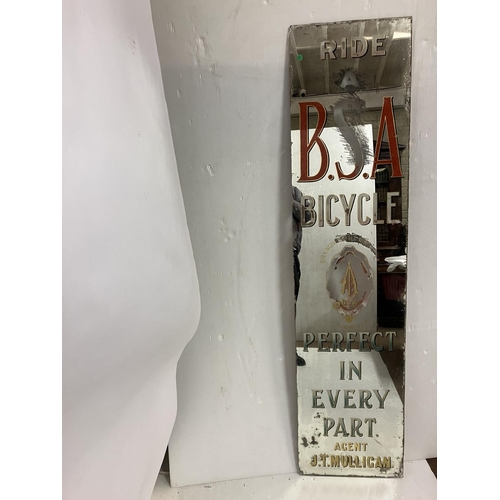 RIDE
A
B.S.A
BICYCLE
PERFECT
IN
EVERY
PART.
AGENT
J.T.MULLIGAN